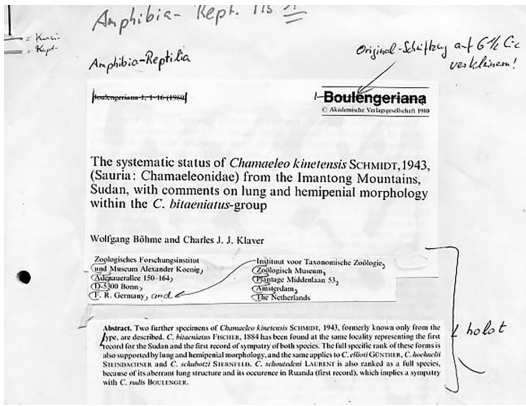 Amphibia-Rept.
Amphibia-Reptilia
Original-Schriftzug auf 6 1/2 Cic
verkleinern!
Boulengeriana 1, 1-16 (1980)
Boulengeriana
© Akademische Verlagsgesellschaft 1980
The systematic status of Chamaeleo kinetensis SCHMIDT, 1943,
(Sauria: Chamaeleonidae) from the Imantong Mountains,
Sudan, with comments on lung and hemipenial morphology
within the C. bitaeniatus-group
Wolfgang Böhme and Charles J. J. Klaver
Zoologisches Forschungsinstitut
und Museum Alexander Koenig,
Adenauerallee 150-164,
D-5300 Bonn,
F. R. Germany, and
Instituut voor Taxonomische Zoölogie,
Zoölogisch Museum,
Plantage Middenlaan 53,
Amsterdam,
The Netherlands
Abstract. Two further specimens of Chamaeleo kinetensis SCHMIDT, 1943, formerly known only from the
type, are described. C. bitaeniatus FISCHER, 1884 has been found at the same locality representing the first
record for the Sudan and the first record of sympatry of both species. The full specific rank of these forms is
also supported by lung and hemipenial morphology, and the same applies to C. ellioti GÜNTHER, C. hoehnelii
STEINDACHNER and C. schubotzi STERNFELD. C. schoutedeni LAURENT is also ranked as a full species,
because of its aberrant lung structure and its occurence in Ruanda (first record), which implies a sympatry
with C. rudis BOULENGER.